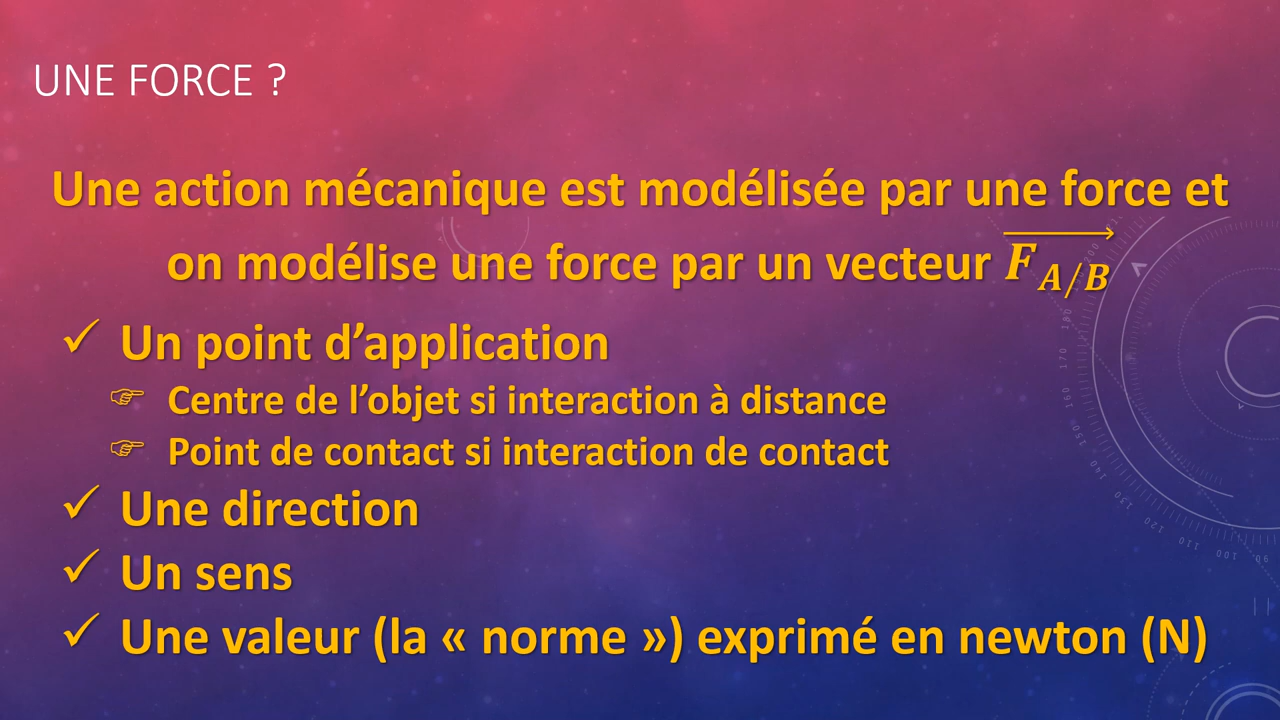 UNE FORCE ?
Une action mécanique est modélisée par une force et
on modélise une force par un vecteur $\overrightarrow{F_{A/B}}$
✓ Un point d’application
☞ Centre de l’objet si interaction à distance
☞ Point de contact si interaction de contact
✓ Une direction
✓ Un sens
✓ Une valeur (la « norme ») exprimé en newton (N)